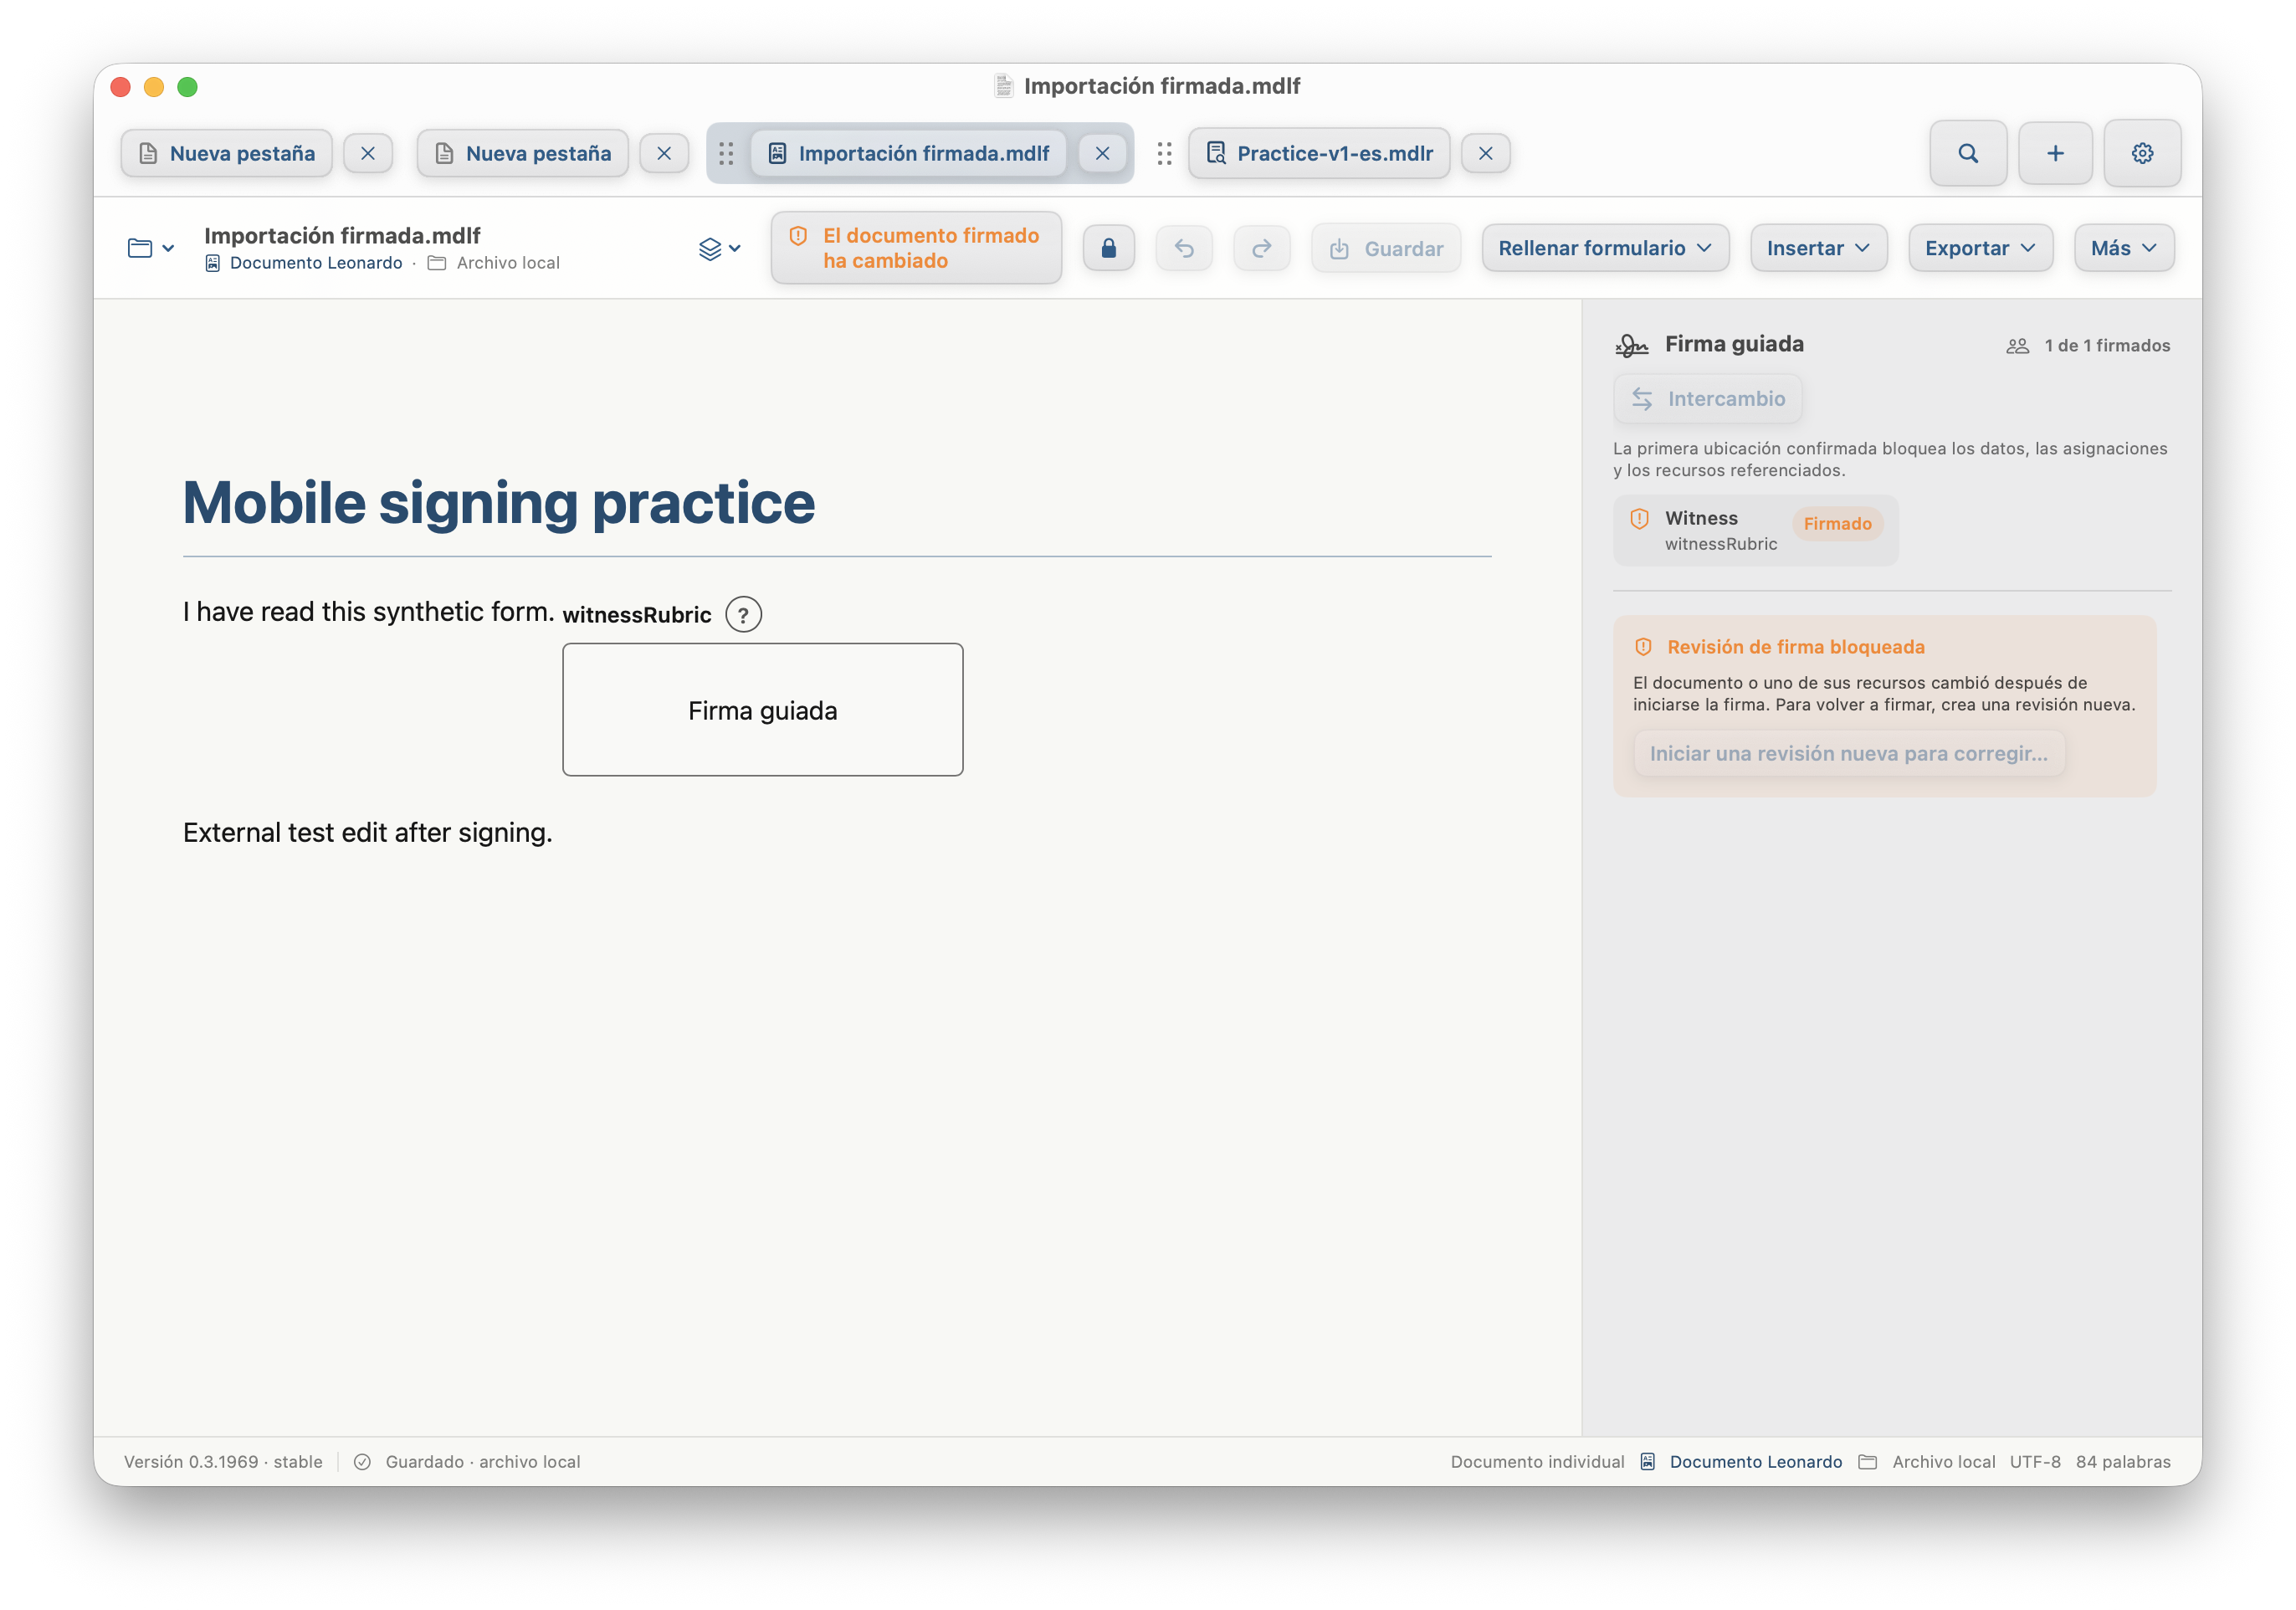 Importación firmada.mdlf
Nueva pestaña
Nueva pestaña
Importación firmada.mdlf
Practice-v1-es.mdlr
Importación firmada.mdlf
Documento Leonardo · Archivo local
El documento firmado
ha cambiado
Guardar
Rellenar formulario
Insertar
Exportar
Más
Mobile signing practice
I have read this synthetic form. witnessRubric ?
Firma guiada
External test edit after signing.
Firma guiada
1 de 1 firmados
Intercambio
La primera ubicación confirmada bloquea los datos, las asignaciones
y los recursos referenciados.
Witness
witnessRubric
Firmado
Revisión de firma bloqueada
El documento o uno de sus recursos cambió después de
iniciarse la firma. Para volver a firmar, crea una revisión nueva.
Iniciar una revisión nueva para corregir...
Versión 0.3.1969 · stable
Guardado · archivo local
Documento individual
Documento Leonardo
Archivo local
UTF-8
84 palabras